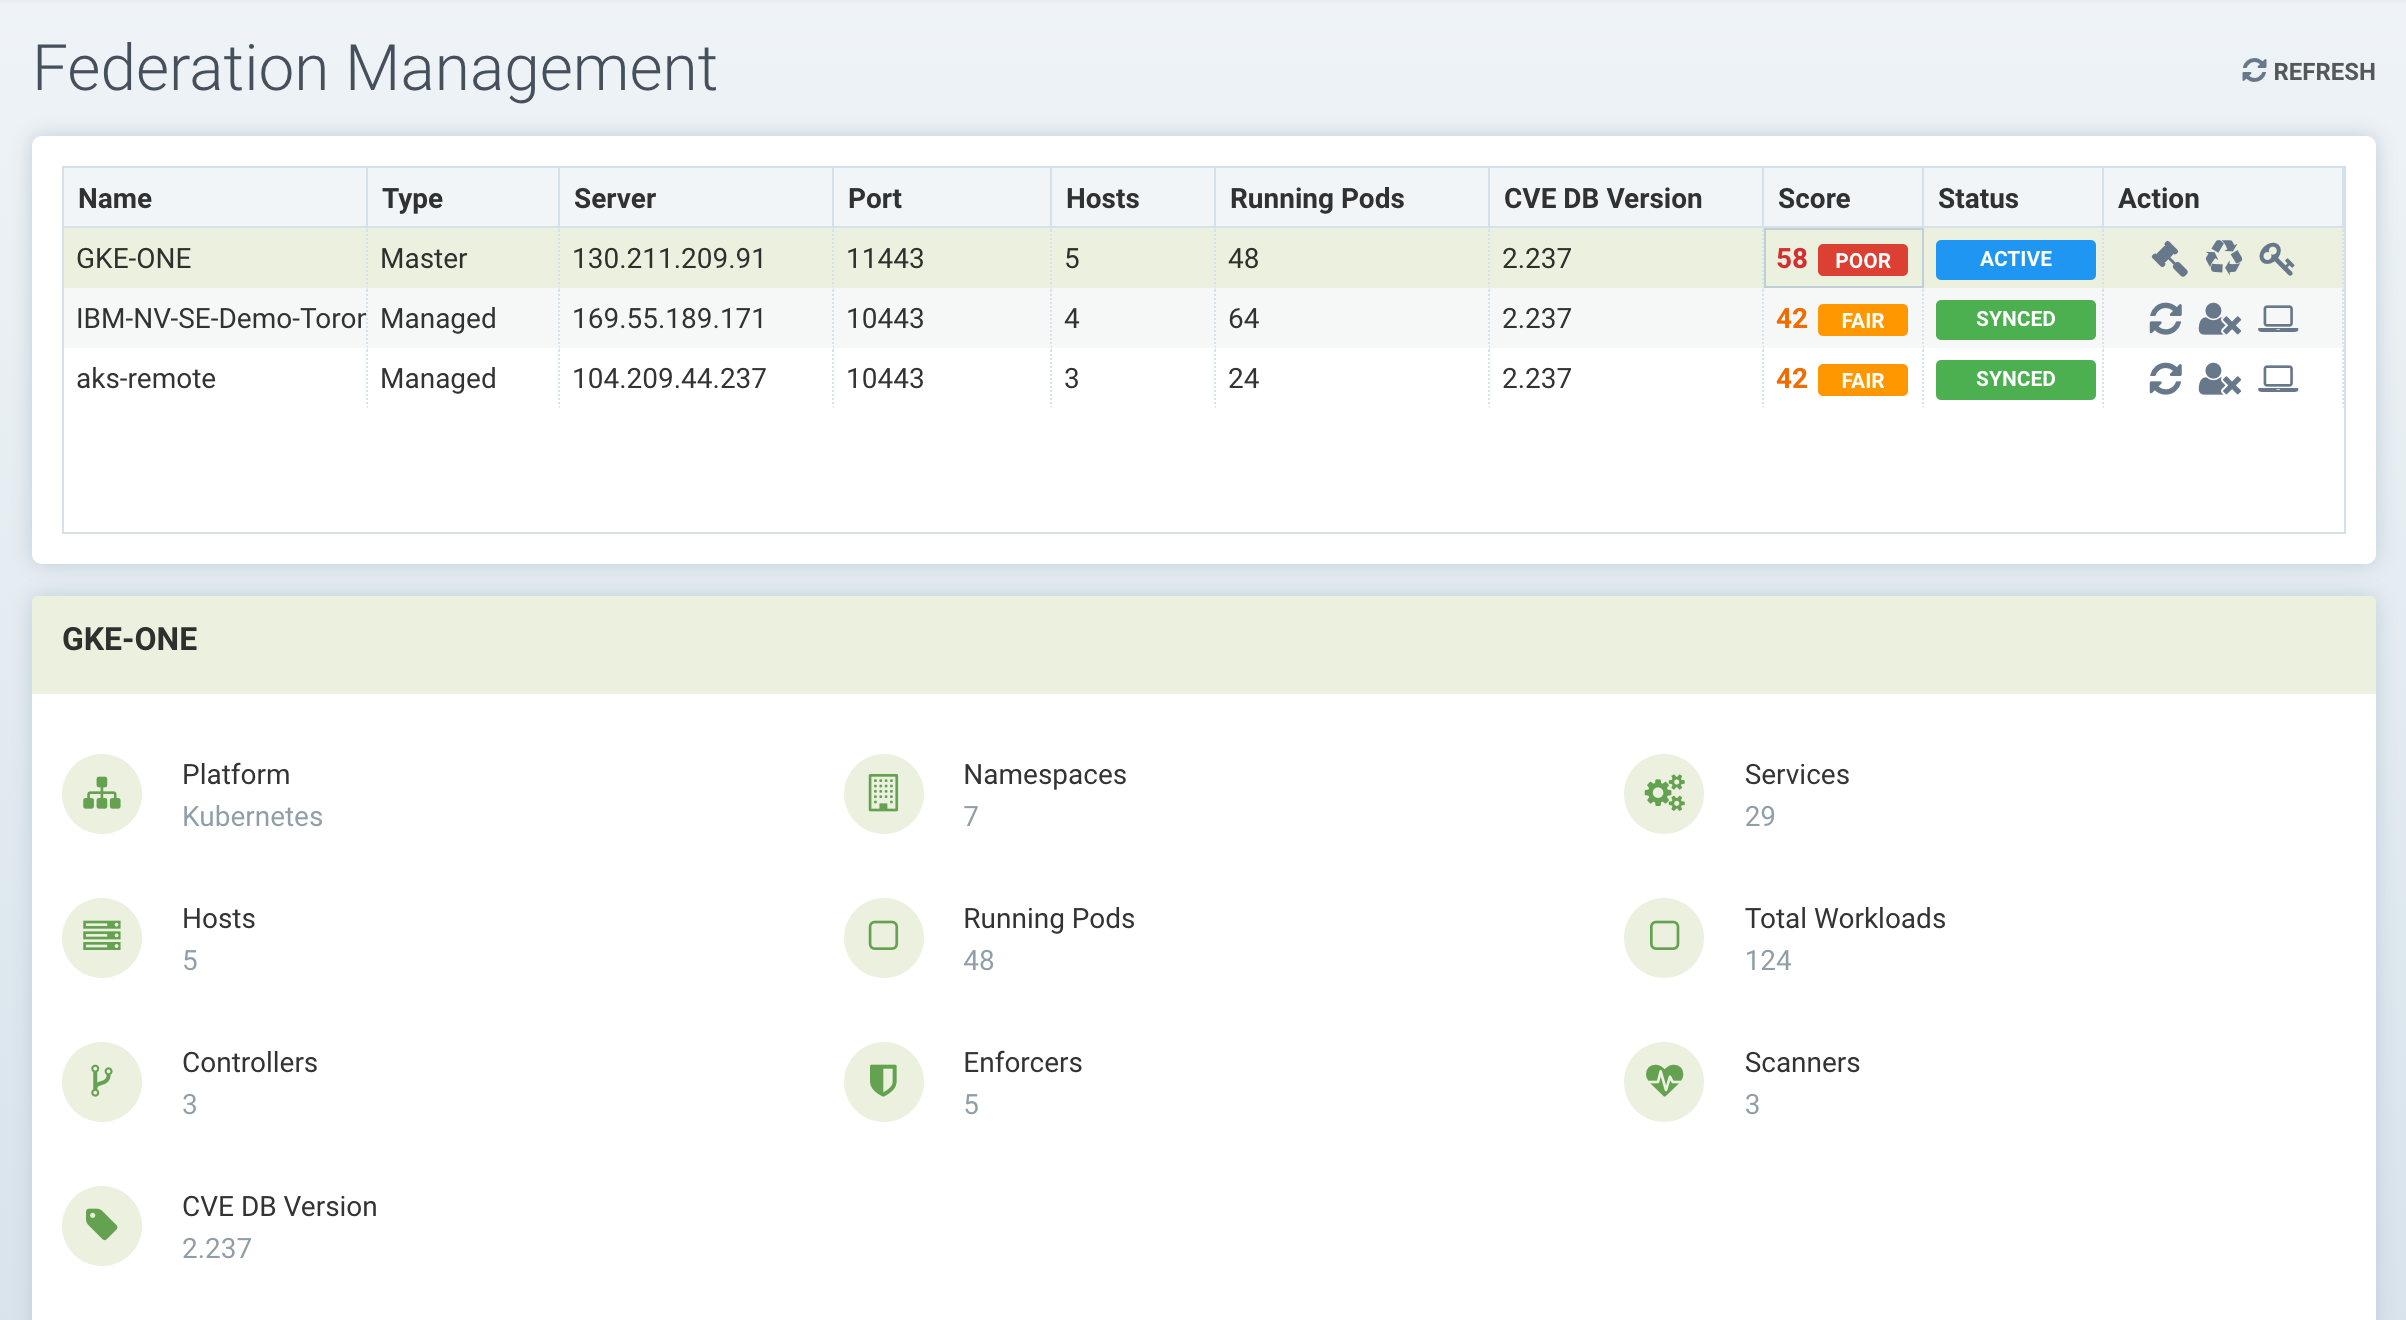 Federation Management
REFRESH
Name Type Server Port Hosts Running Pods CVE DB Version Score Status Action
GKE-ONE Master 130.211.209.91 11443 5 48 2.237 58 POOR ACTIVE
IBM-NV-SE-Demo-Toror Managed 169.55.189.171 10443 4 64 2.237 42 FAIR SYNCED
aks-remote Managed 104.209.44.237 10443 3 24 2.237 42 FAIR SYNCED
GKE-ONE
Platform Namespaces Services
Kubernetes 7 29
Hosts Running Pods Total Workloads
5 48 124
Controllers Enforcers Scanners
3 5 3
CVE DB Version
2.237